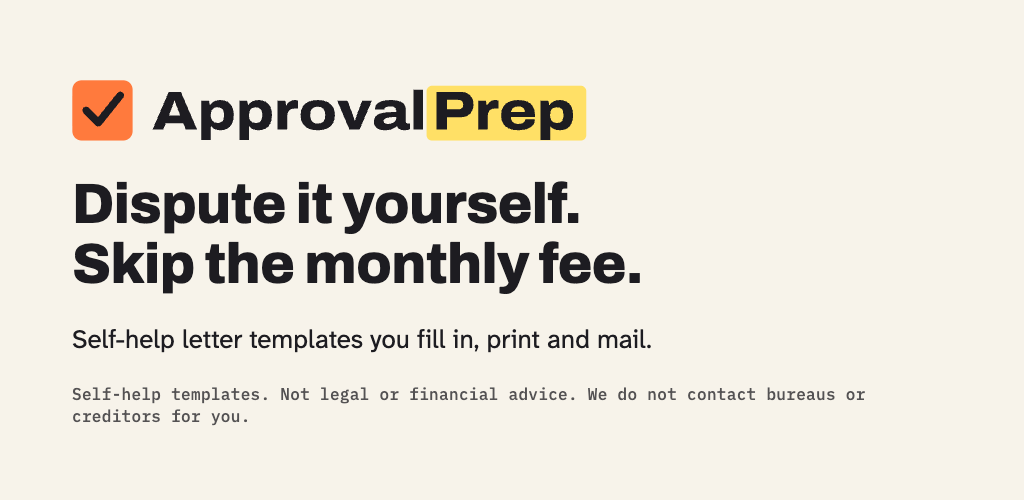 ApprovalPrep
Dispute it yourself.
Skip the monthly fee.
Self-help letter templates you fill in, print and mail.
Self-help templates. Not legal or financial advice. We do not contact bureaus or
creditors for you.